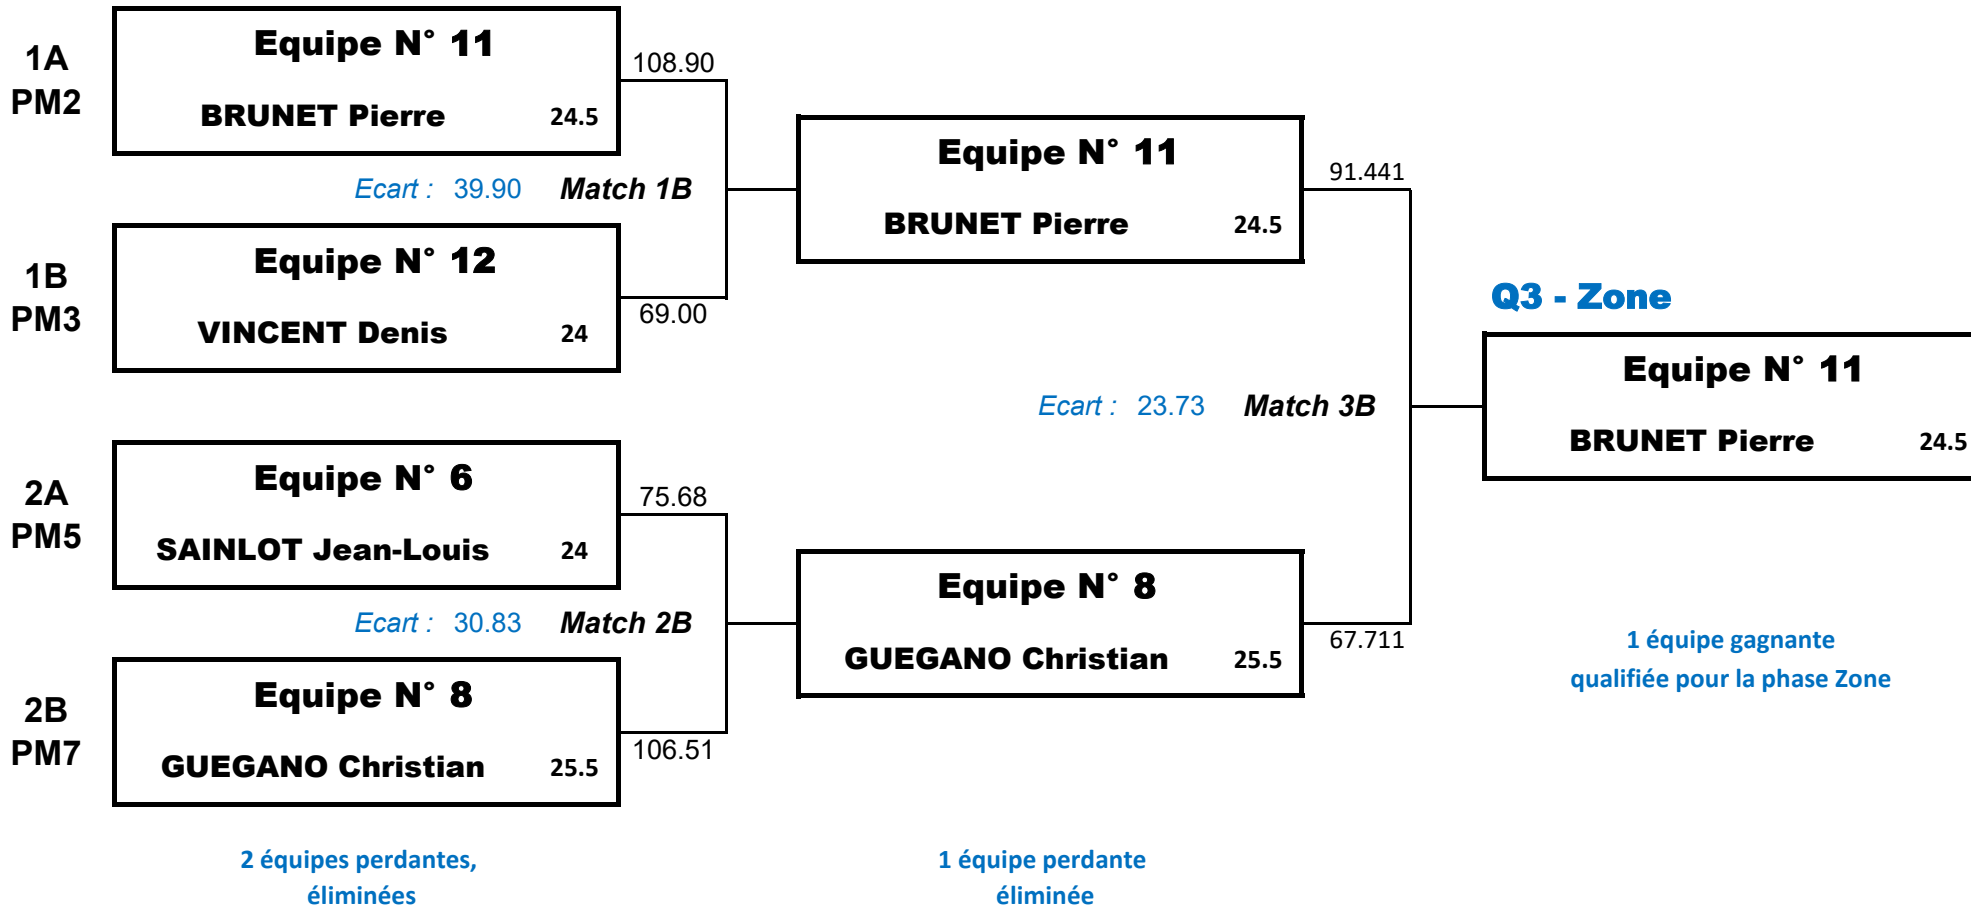 1A
PM2
Equipe N° 11
BRUNET Pierre 24.5
108.90
Ecart : 39.90 Match 1B
1B
PM3
Equipe N° 12
VINCENT Denis 24
69.00
2A
PM5
Equipe N° 6
SAINLOT Jean-Louis 24
75.68
Ecart : 30.83 Match 2B
2B
PM7
Equipe N° 8
GUEGANO Christian 25.5
106.51
2 équipes perdantes,
éliminées
Equipe N° 11
BRUNET Pierre 24.5
91.441
Ecart : 23.73 Match 3B
Equipe N° 8
GUEGANO Christian 25.5
67.711
1 équipe perdante
éliminée
Q3 - Zone
Equipe N° 11
BRUNET Pierre 24.5
1 équipe gagnante
qualifiée pour la phase Zone